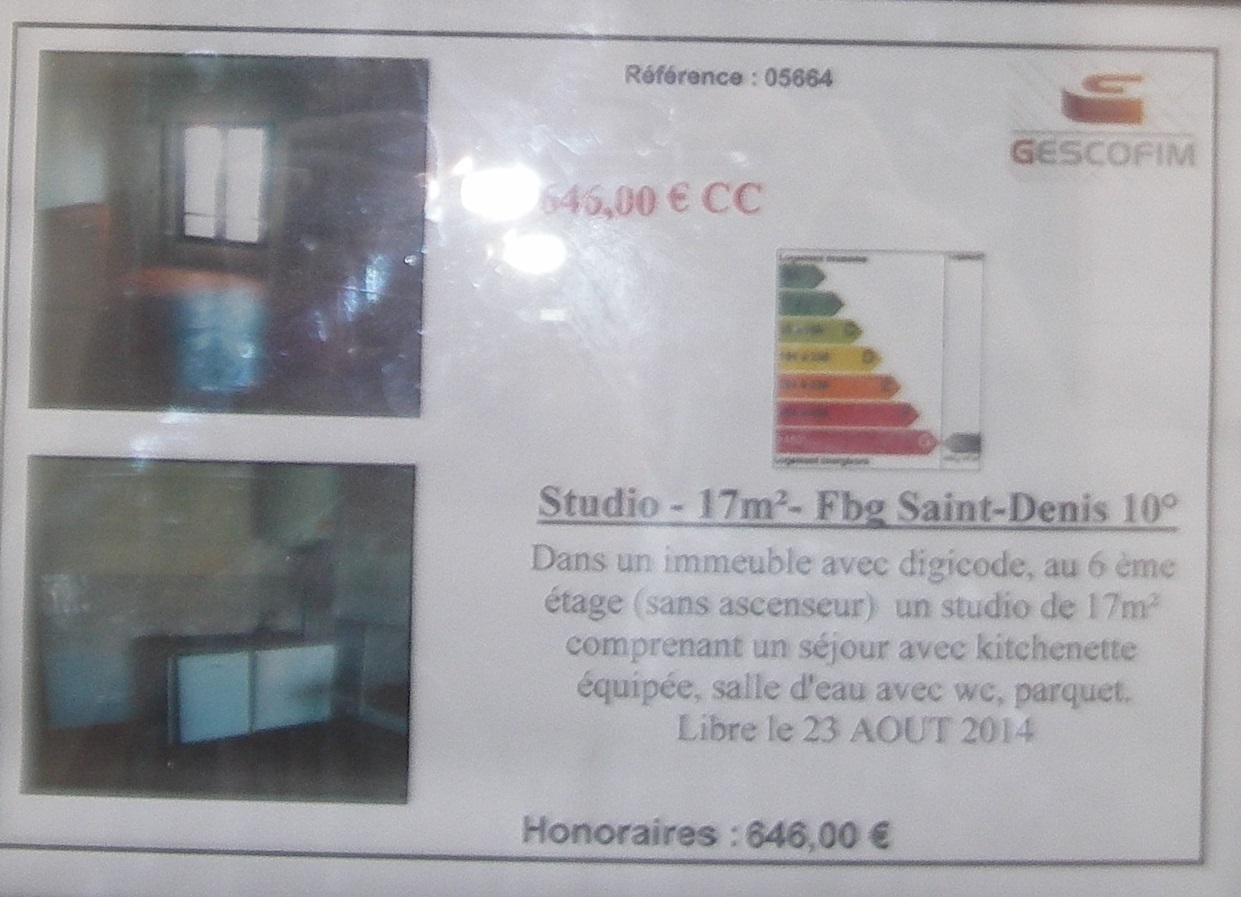 Référence : 05664
GESCOFIM
646,00 € CC
Studio - 17m²- Fbg Saint-Denis 10°
Dans un immeuble avec digicode, au 6 ème
étage (sans ascenseur) un studio de 17m²
comprenant un séjour avec kitchenette
équipée, salle d'eau avec wc, parquet.
Libre le 23 AOUT 2014
Honoraires : 646,00 €